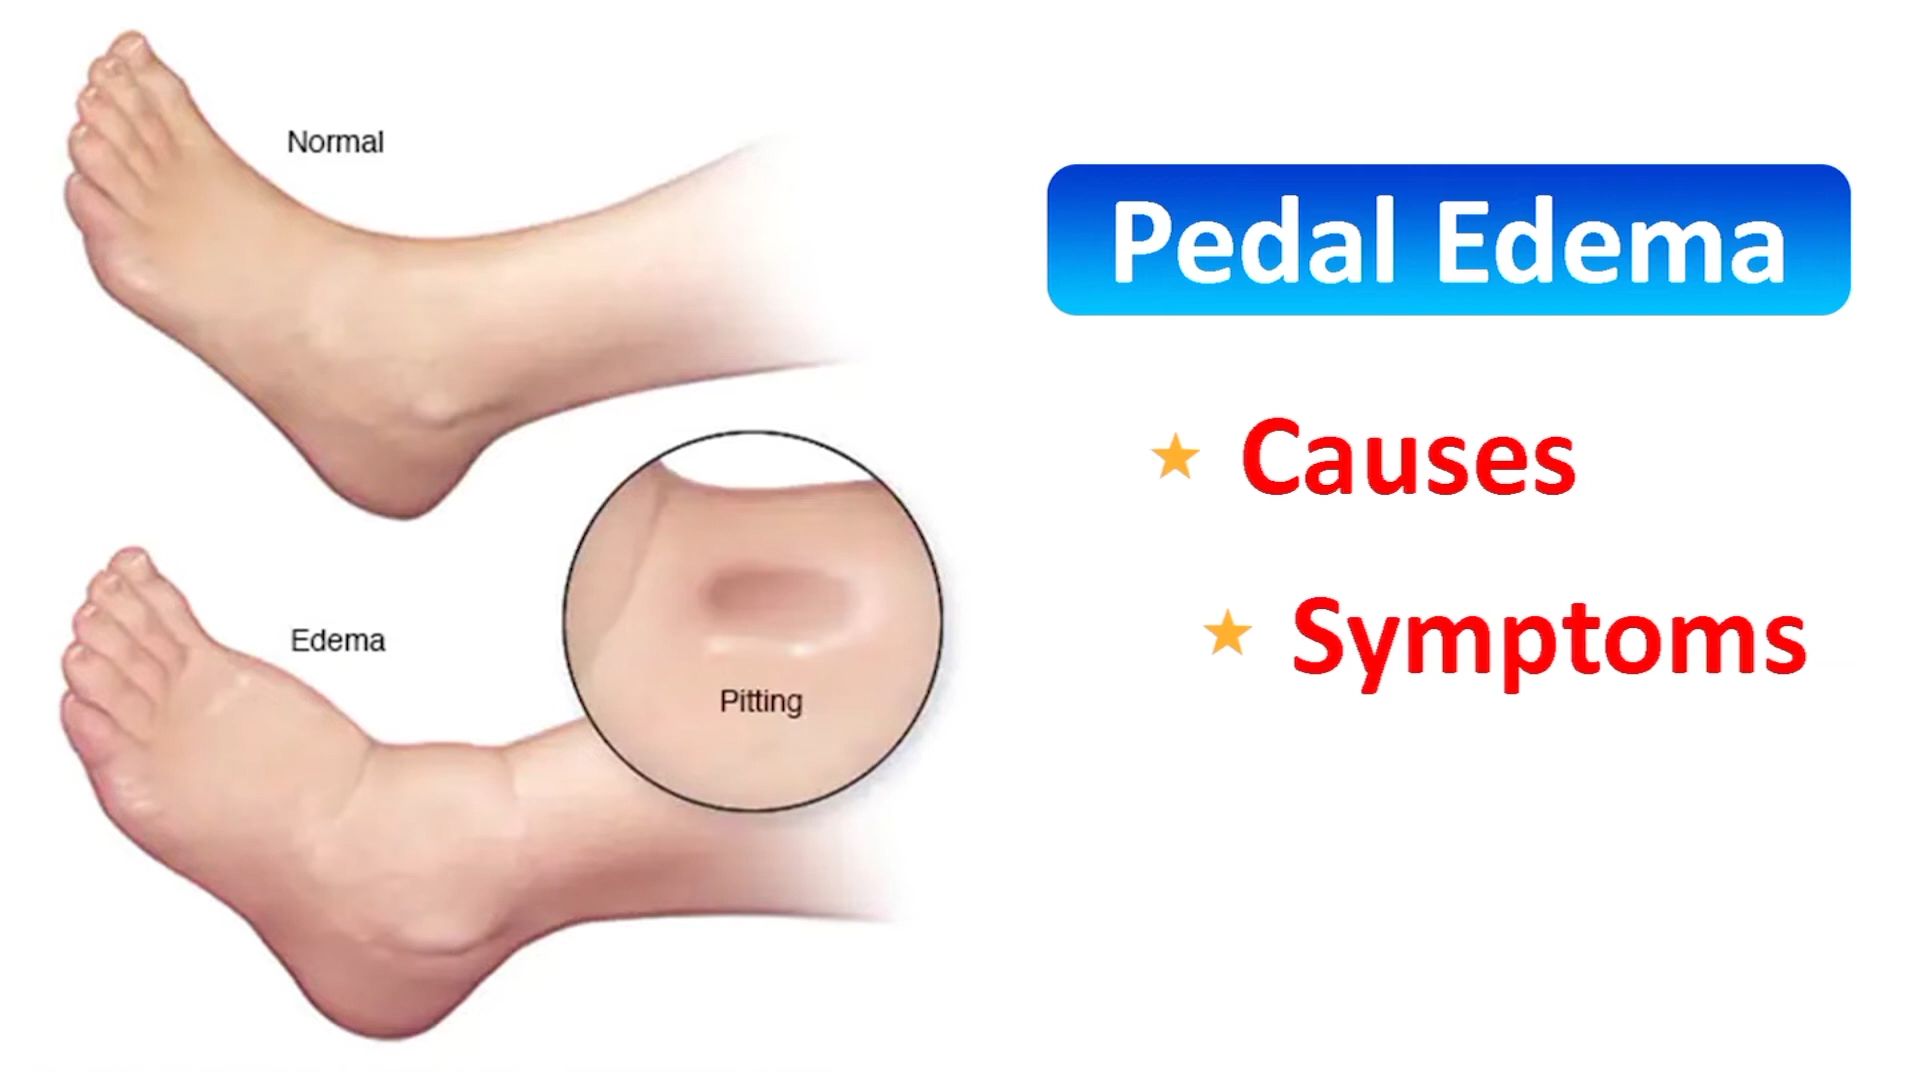 Normal
Pedal Edema
Causes
Symptoms
Edema
Pitting